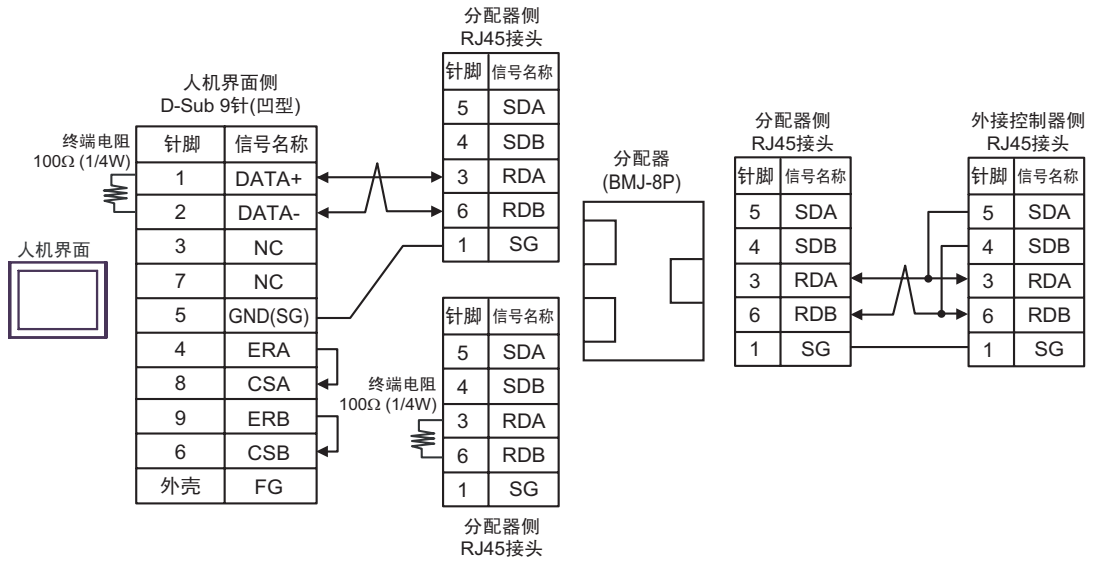 人机界面
人机界面侧
D-Sub 9针(凹型)
终端电阻
100Ω (1/4W)
针脚 信号名称
1 DATA+
2 DATA-
3 NC
7 NC
5 GND(SG)
4 ERA
8 CSA
9 ERB
6 CSB
外壳 FG
分配器侧
RJ45接头
针脚 信号名称
5 SDA
4 SDB
3 RDA
6 RDB
1 SG
终端电阻
100Ω (1/4W)
针脚 信号名称
5 SDA
4 SDB
3 RDA
6 RDB
1 SG
分配器侧
RJ45接头
分配器
(BMJ-8P)
分配器侧
RJ45接头
针脚 信号名称
5 SDA
4 SDB
3 RDA
6 RDB
1 SG
外接控制器侧
RJ45接头
针脚 信号名称
5 SDA
4 SDB
3 RDA
6 RDB
1 SG